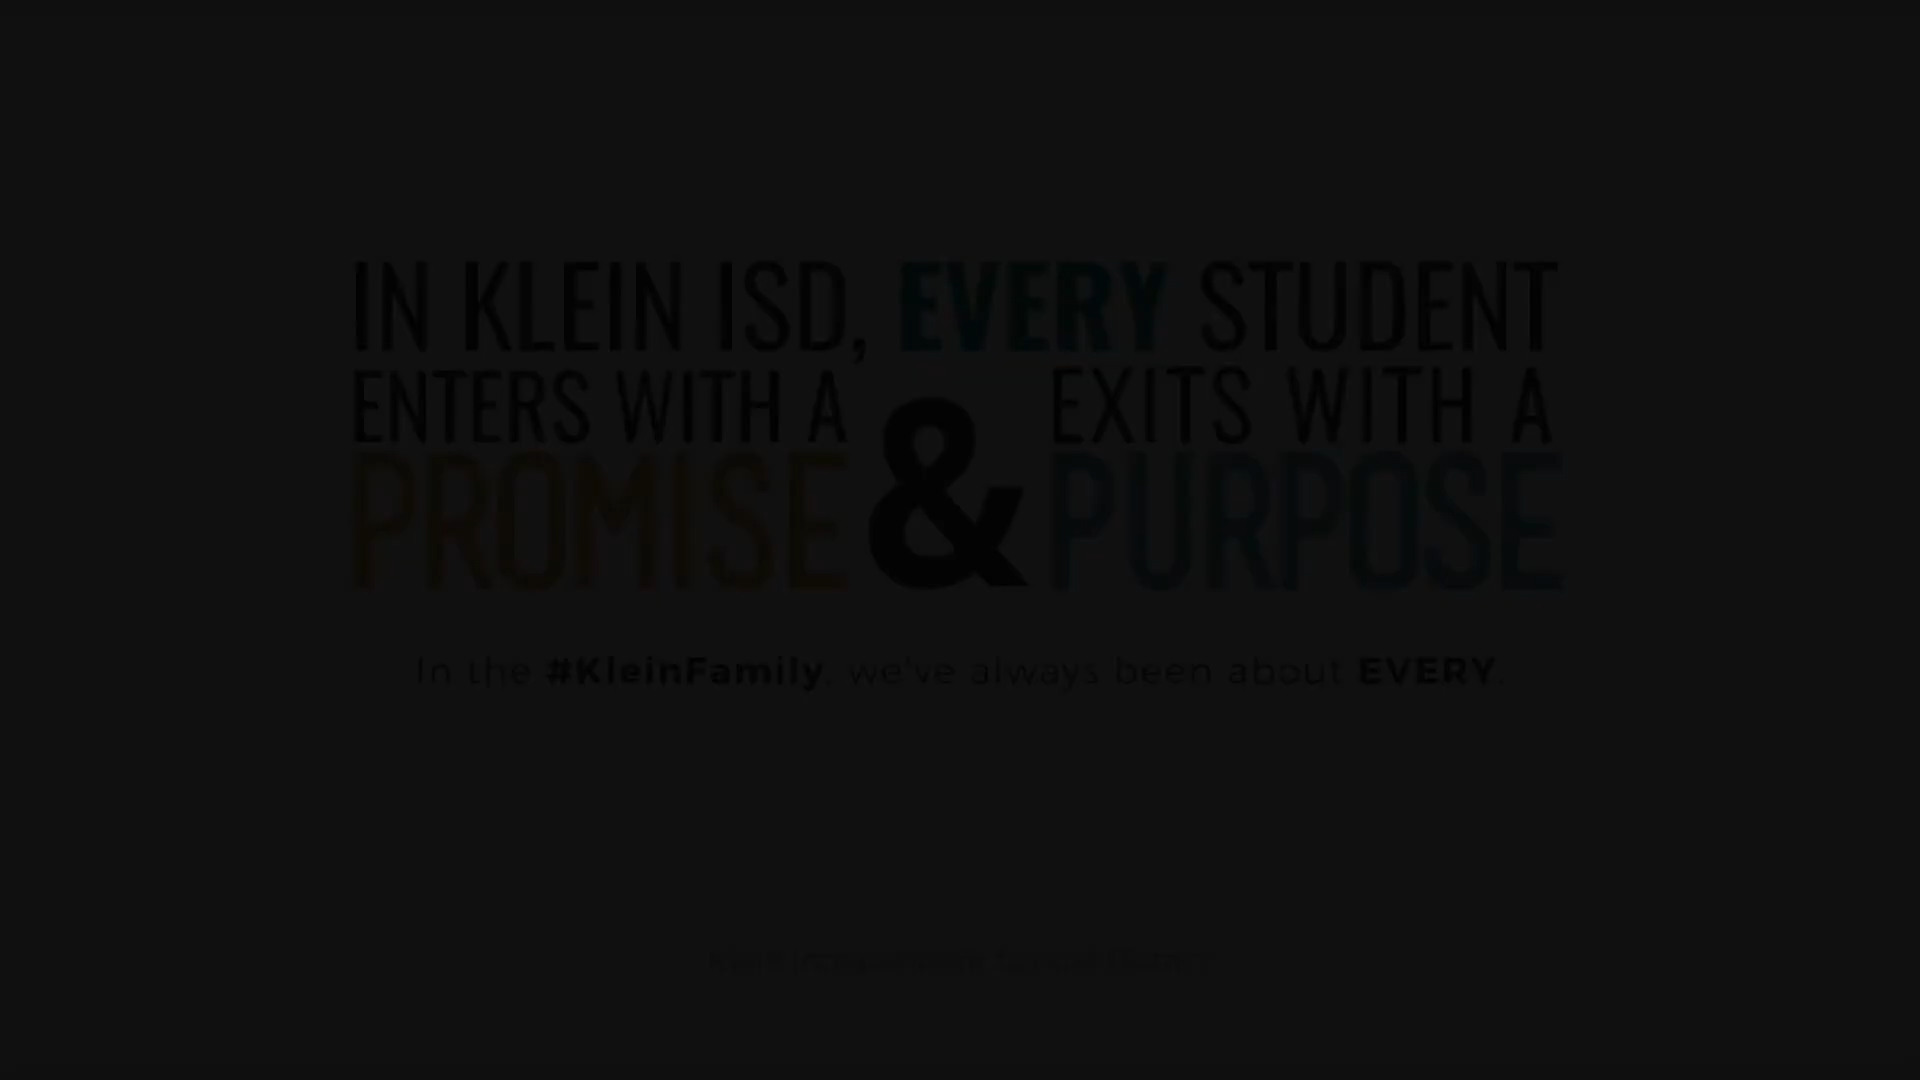 IN KLEIN ISD, EVERY STUDENT
ENTERS WITH A & EXITS WITH A
PROMISE PURPOSE
In the #KleinFamily, we've always been about EVERY.